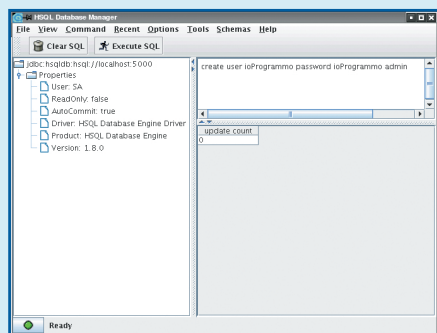 HSQL Database Manager
File View Command Recent Options Tools Schemas Help
Clear SQL Execute SQL
jdbc:hsqldb:hsql://localhost:5000
Properties
User: SA
ReadOnly: false
AutoCommit: true
Driver: HSQL Database Engine Driver
Product: HSQL Database Engine
Version: 1.8.0
create user ioProgrammo password ioProgrammo admin
update count
0
Ready